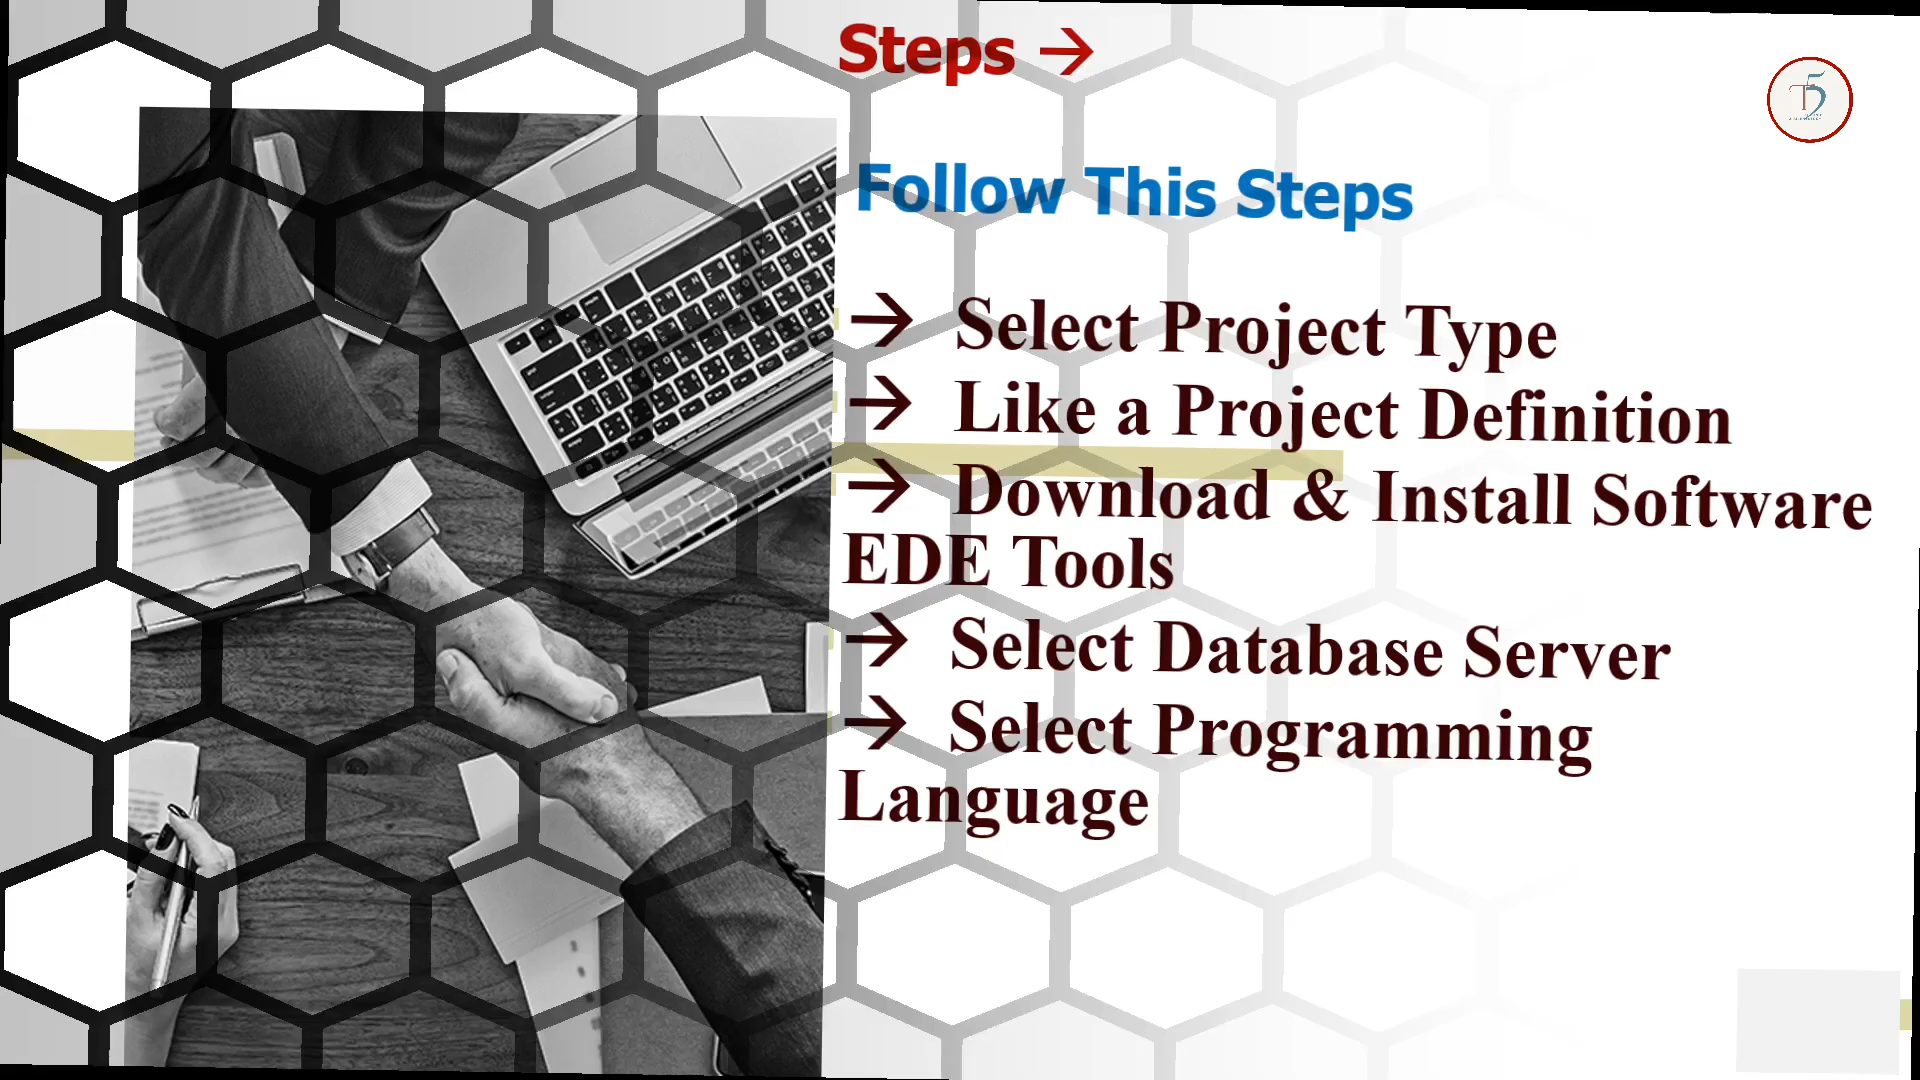 Steps →
Follow This Steps
→ Select Project Type
→ Like a Project Definition
→ Download & Install Software
EDE Tools
→ Select Database Server
→ Select Programming
Language